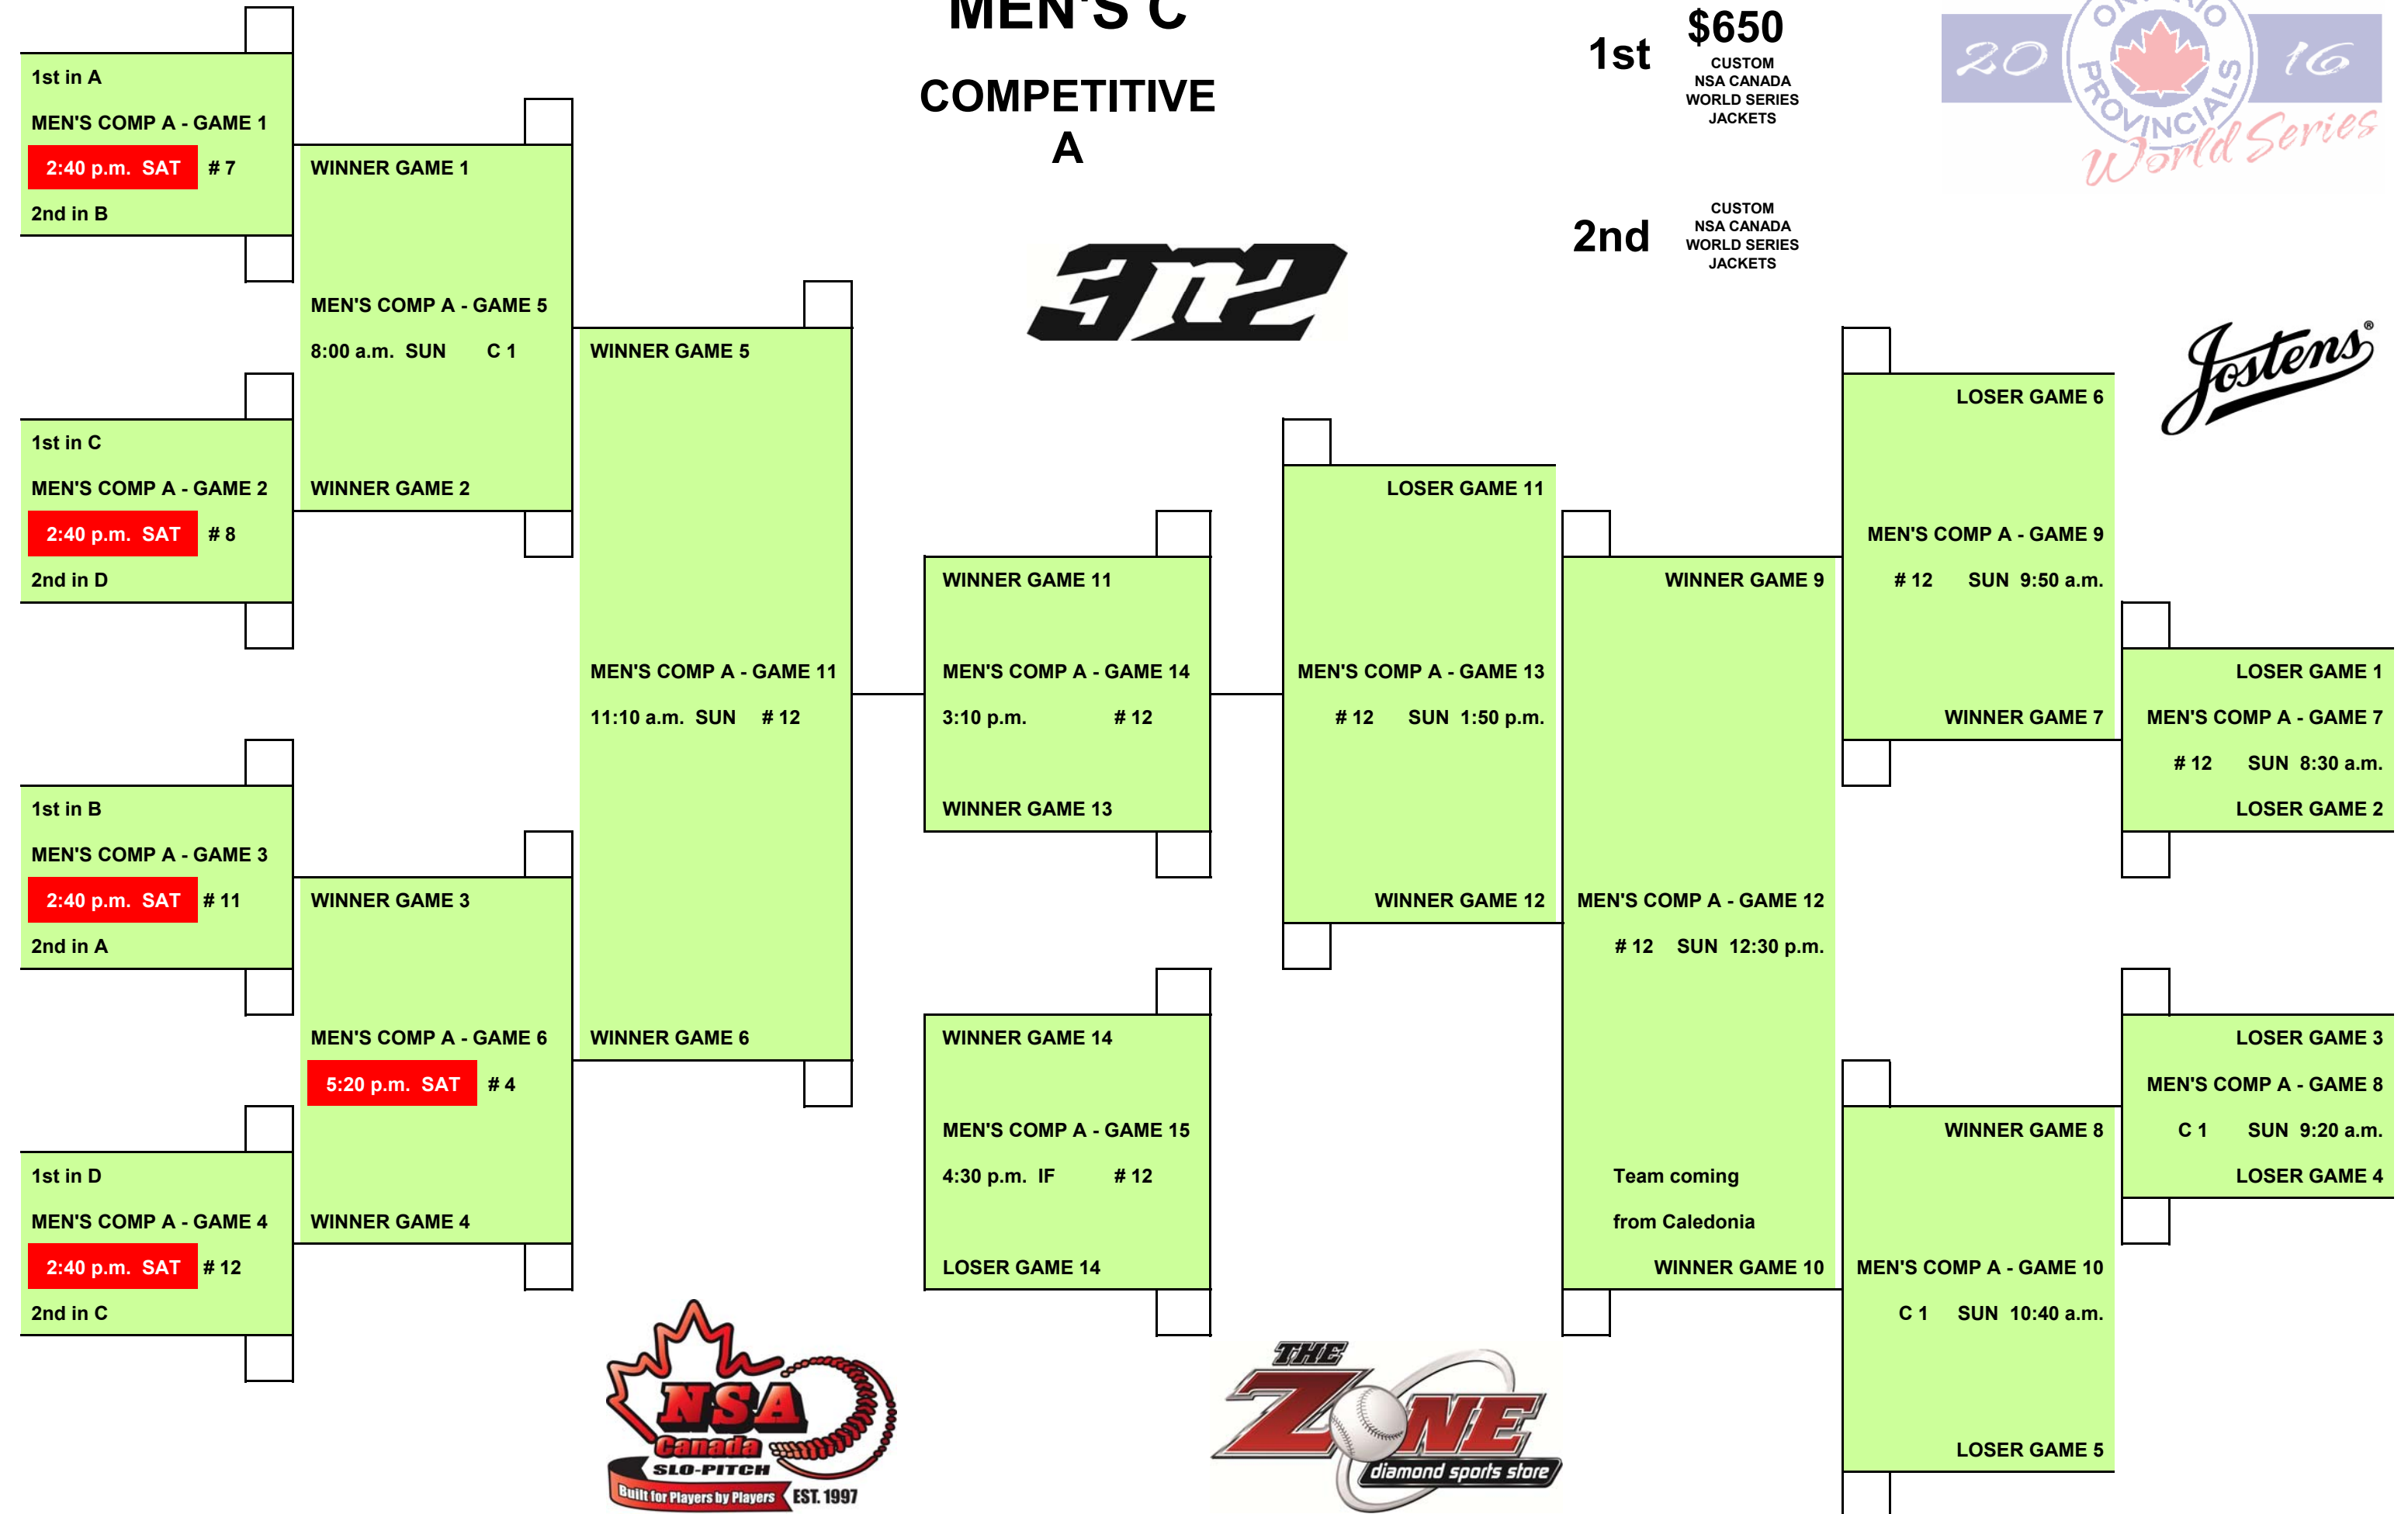 MEN'S C
COMPETITIVE
A
1st
$650
CUSTOM
NSA CANADA
WORLD SERIES
JACKETS
2nd
CUSTOM
NSA CANADA
WORLD SERIES
JACKETS
20 16
ONTARIO
PROVINCIALS
World Series
3n2
Jostens®
1st in A
MEN'S COMP A - GAME 1
2:40 p.m. SAT # 7
2nd in B
1st in C
MEN'S COMP A - GAME 2
2:40 p.m. SAT # 8
2nd in D
1st in B
MEN'S COMP A - GAME 3
2:40 p.m. SAT # 11
2nd in A
1st in D
MEN'S COMP A - GAME 4
2:40 p.m. SAT # 12
2nd in C
WINNER GAME 1
MEN'S COMP A - GAME 5
8:00 a.m. SUN C 1
WINNER GAME 2
WINNER GAME 3
MEN'S COMP A - GAME 6
5:20 p.m. SAT # 4
WINNER GAME 4
WINNER GAME 5
MEN'S COMP A - GAME 11
11:10 a.m. SUN # 12
WINNER GAME 6
WINNER GAME 11
MEN'S COMP A - GAME 14
3:10 p.m. # 12
WINNER GAME 13
WINNER GAME 14
MEN'S COMP A - GAME 15
4:30 p.m. IF # 12
LOSER GAME 14
LOSER GAME 11
MEN'S COMP A - GAME 13
# 12 SUN 1:50 p.m.
WINNER GAME 12
WINNER GAME 9
MEN'S COMP A - GAME 12
# 12 SUN 12:30 p.m.
Team coming
from Caledonia
WINNER GAME 10
LOSER GAME 6
MEN'S COMP A - GAME 9
# 12 SUN 9:50 a.m.
WINNER GAME 7
WINNER GAME 8
MEN'S COMP A - GAME 10
C 1 SUN 10:40 a.m.
LOSER GAME 5
LOSER GAME 1
MEN'S COMP A - GAME 7
# 12 SUN 8:30 a.m.
LOSER GAME 2
LOSER GAME 3
MEN'S COMP A - GAME 8
C 1 SUN 9:20 a.m.
LOSER GAME 4
NSA
Canada
SLO-PITCH
Built for Players by Players EST. 1997
THE
ZONE
diamond sports store